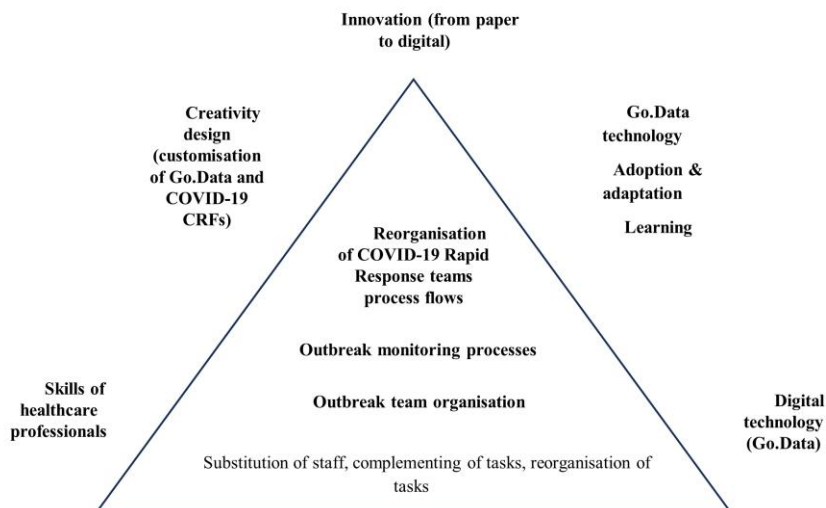 Innovation (from paper
to digital)
Creativity
design
(customisation
of Go.Data and
COVID-19
CRFs)
Go.Data
technology
Adoption &
adaptation
Learning
Reorganisation
of COVID-19 Rapid
Response teams
process flows
Outbreak monitoring processes
Skills of
healthcare
professionals
Outbreak team organisation
Digital
technology
(Go.Data)
Substitution of staff, complementing of tasks, reorganisation of
tasks